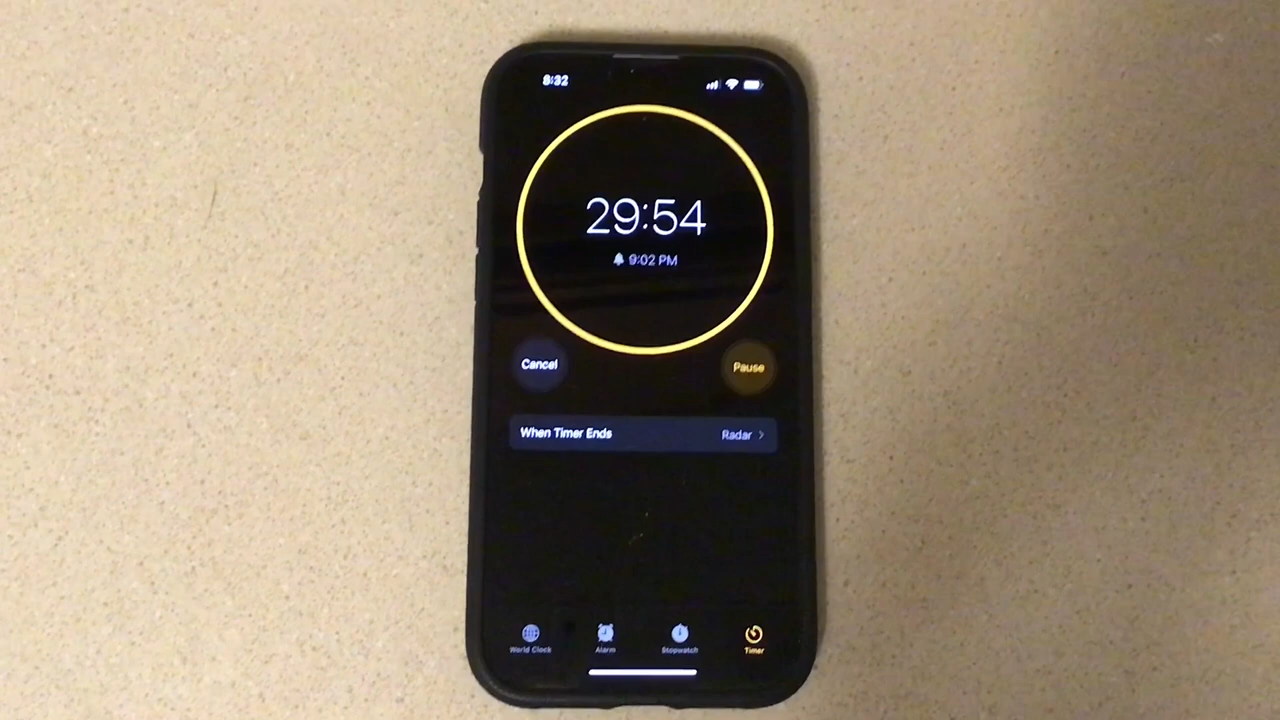 8:32
29:54
9:02 PM
Cancel
Pause
When Timer Ends Radar
World Clock Alarm Stopwatch Timer